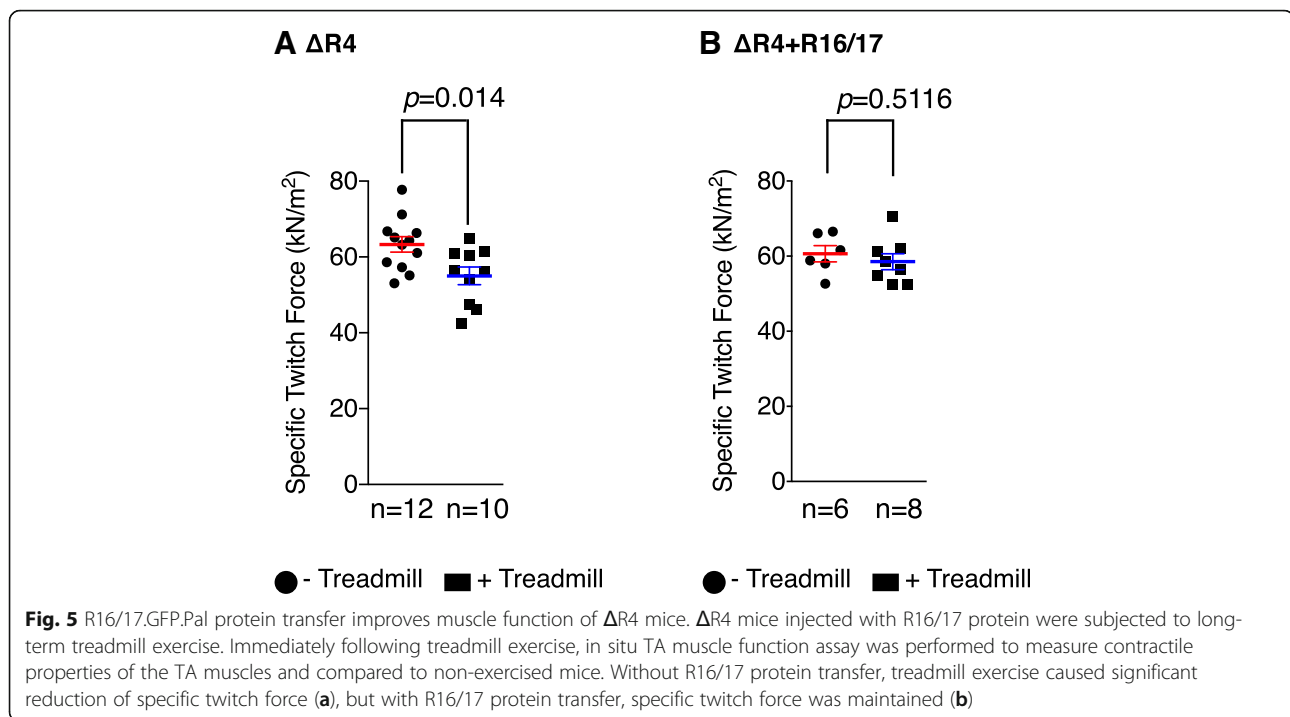 A ΔR4
B ΔR4+R16/17
p=0.014
p=0.5116
Specific Twitch Force (kN/m²)
80
60
40
20
0
n=12 n=10
Specific Twitch Force (kN/m²)
80
60
40
20
0
n=6 n=8
- Treadmill + Treadmill
- Treadmill + Treadmill
Fig. 5 R16/17.GFP.Pal protein transfer improves muscle function of ΔR4 mice. ΔR4 mice injected with R16/17 protein were subjected to long-
term treadmill exercise. Immediately following treadmill exercise, in situ TA muscle function assay was performed to measure contractile
properties of the TA muscles and compared to non-exercised mice. Without R16/17 protein transfer, treadmill exercise caused significant
reduction of specific twitch force (a), but with R16/17 protein transfer, specific twitch force was maintained (b)